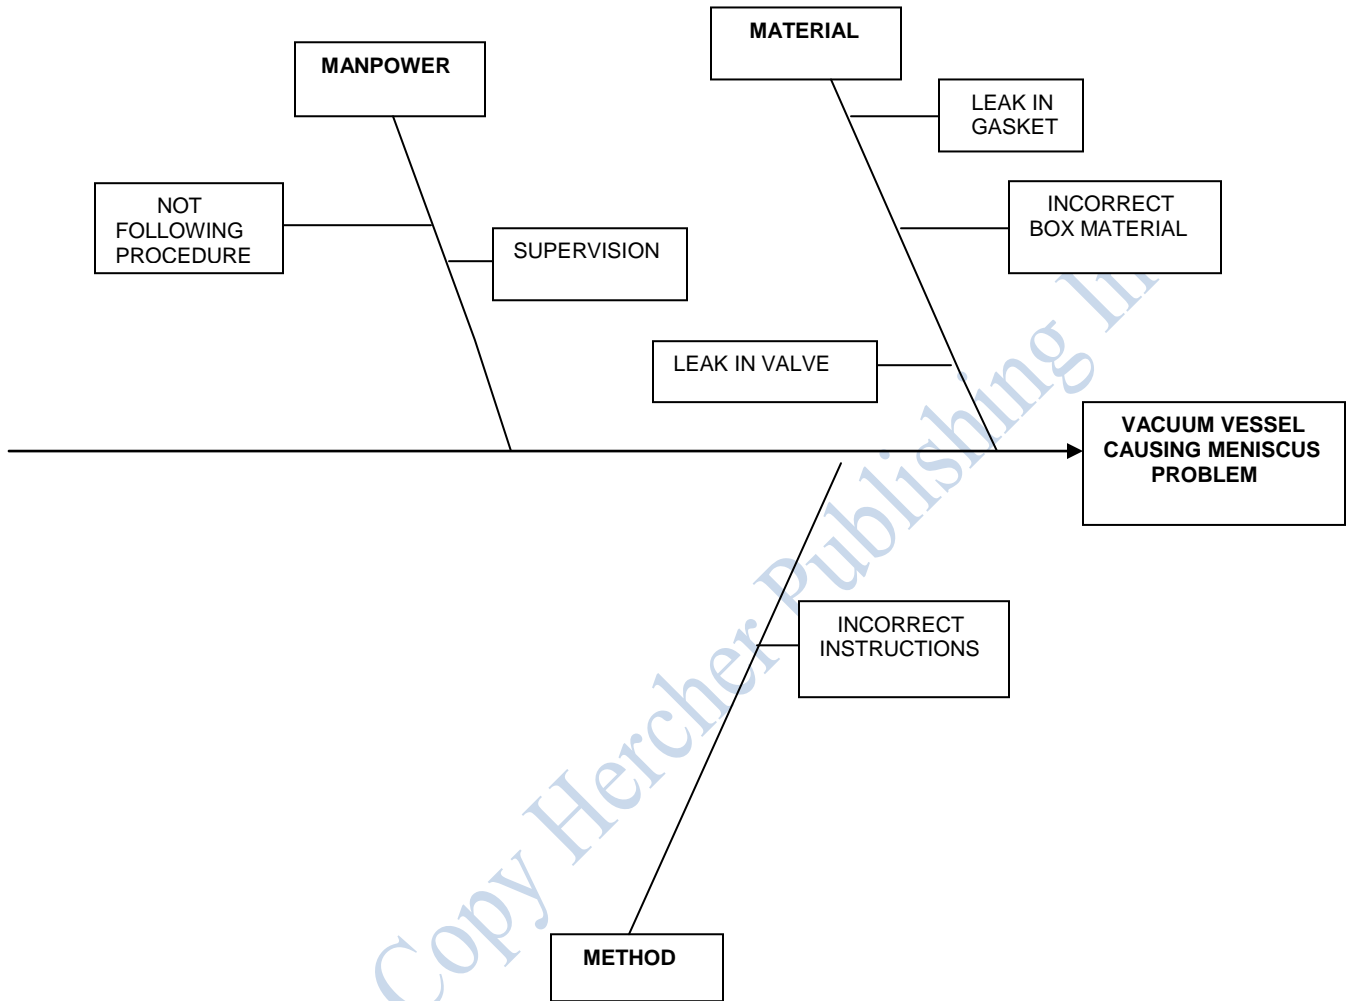 MATERIAL
MANPOWER
LEAK IN
GASKET
NOT
FOLLOWING
PROCEDURE
INCORRECT
BOX MATERIAL
SUPERVISION
LEAK IN VALVE
VACUUM VESSEL
CAUSING MENISCUS
PROBLEM
INCORRECT
INSTRUCTIONS
METHOD
Copy Hercher Publishing In